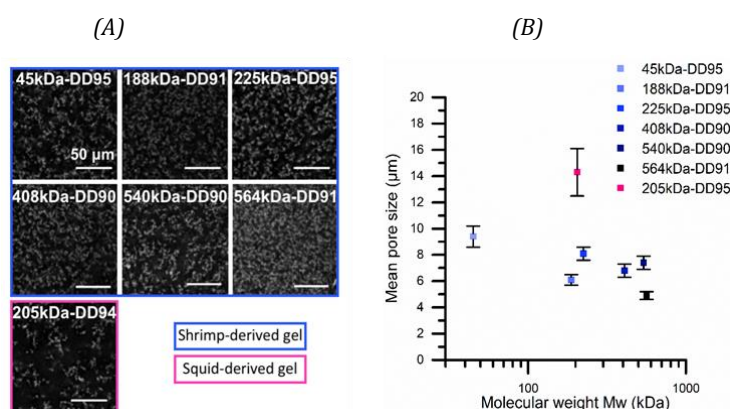 (A)
(B)
45kDa-DD95 188kDa-DD91 225kDa-DD95
50 µm
408kDa-DD90 540kDa-DD90 564kDa-DD91
205kDa-DD94
Shrimp-derived gel
Squid-derived gel
45kDa-DD95
188kDa-DD91
225kDa-DD95
408kDa-DD90
540kDa-DD90
564kDa-DD91
205kDa-DD95
Mean pore size (µm)
20
18
16
14
12
10
8
6
4
2
0
100 1000
Molecular weight Mw (kDa)